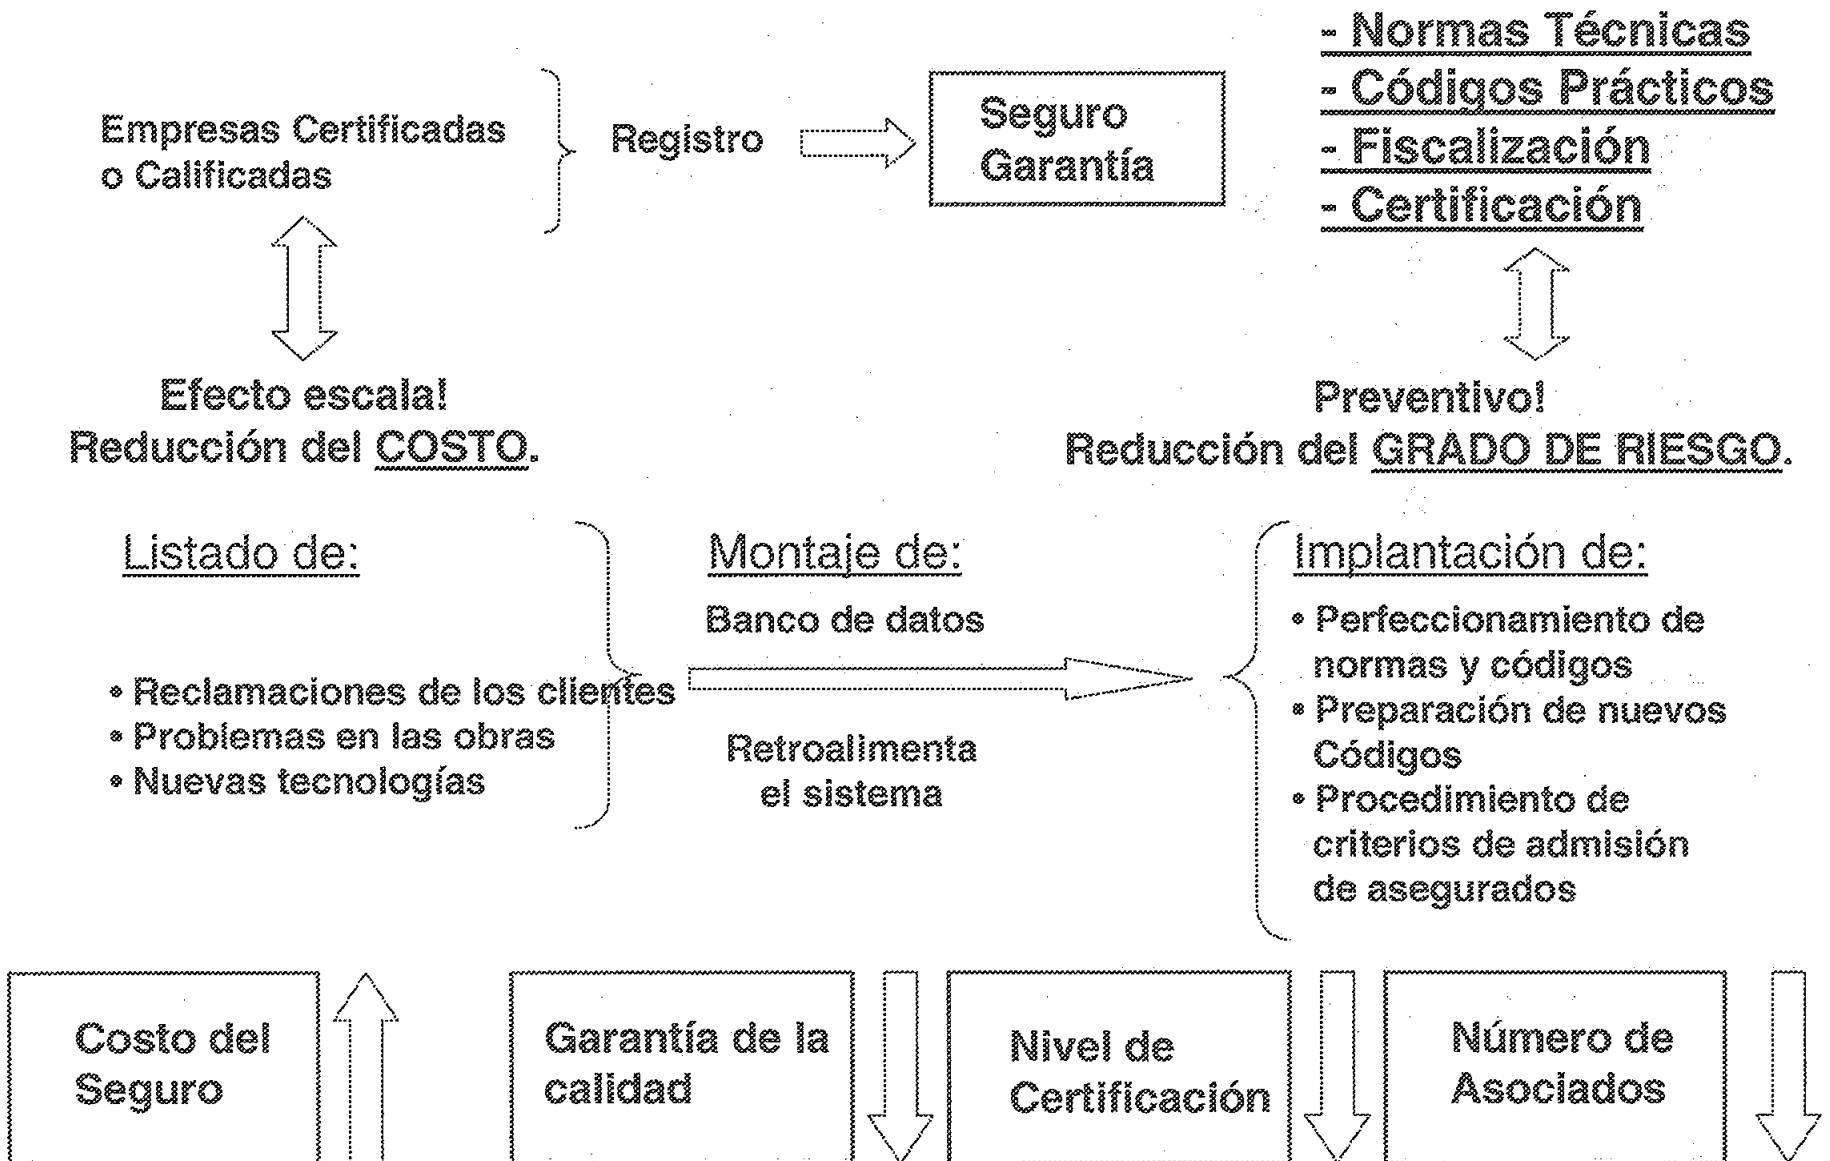 Empresas Certificadas
o Calificadas
Registro
Seguro
Garantía
- Normas Técnicas
- Códigos Prácticos
- Fiscalización
- Certificación
Efecto escala!
Reducción del COSTO.
Preventivo!
Reducción del GRADO DE RIESGO.
Listado de:
• Reclamaciones de los clientes
• Problemas en las obras
• Nuevas tecnologías
Montaje de:
Banco de datos
Retroalimenta
el sistema
Implantación de:
• Perfeccionamiento de
normas y códigos
• Preparación de nuevos
Códigos
• Procedimiento de
criterios de admisión
de asegurados
Costo del
Seguro
Garantía de la
calidad
Nivel de
Certificación
Número de
Asociados